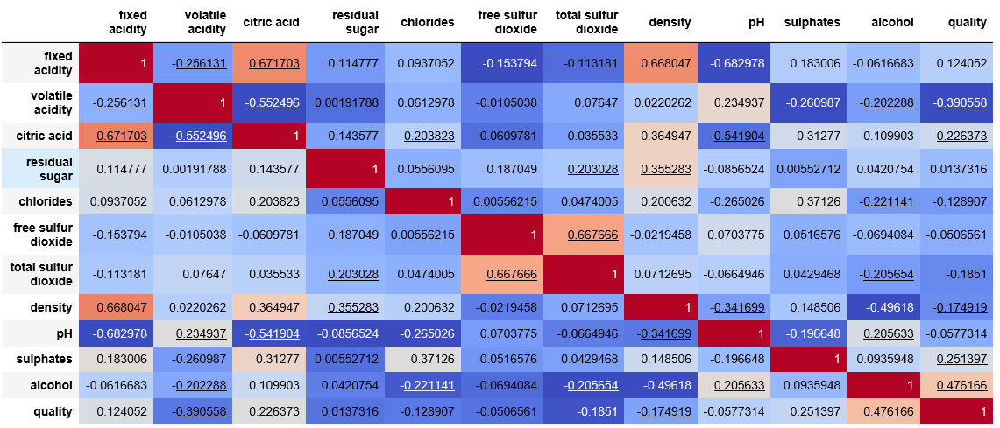 fixed acidity volatile acidity citric acid residual sugar chlorides free sulfur dioxide total sulfur dioxide density pH sulphates alcohol quality
fixed acidity 1 -0.256131 0.671703 0.114777 0.0937052 -0.153794 -0.113181 0.668047 -0.682978 0.183006 -0.0616683 0.124052
volatile acidity -0.256131 1 -0.552496 0.00191788 0.0612978 -0.0105038 0.07647 0.0220262 0.234937 -0.260987 -0.202288 -0.390558
citric acid 0.671703 -0.552496 1 0.143577 0.203823 -0.0609781 0.035533 0.364947 -0.541904 0.31277 0.109903 0.226373
residual sugar 0.114777 0.00191788 0.143577 1 0.0556095 0.187049 0.203028 0.355283 -0.0856524 0.00552712 0.0420754 0.0137316
chlorides 0.0937052 0.0612978 0.203823 0.0556095 1 0.00556215 0.0474005 0.200632 -0.265026 0.37126 -0.221141 -0.128907
free sulfur dioxide -0.153794 -0.0105038 -0.0609781 0.187049 0.00556215 1 0.667666 -0.0219458 0.0703775 0.0516576 -0.0694084 -0.0506561
total sulfur dioxide -0.113181 0.07647 0.035533 0.203028 0.0474005 0.667666 1 0.0712695 -0.0664946 0.0429468 -0.205654 -0.1851
density 0.668047 0.0220262 0.364947 0.355283 0.200632 -0.0219458 0.0712695 1 -0.341699 0.148506 -0.49618 -0.174919
pH -0.682978 0.234937 -0.541904 -0.0856524 -0.265026 0.0703775 -0.0664946 -0.341699 1 -0.196648 0.205633 -0.0577314
sulphates 0.183006 -0.260987 0.31277 0.00552712 0.37126 0.0516576 0.0429468 0.148506 -0.196648 1 0.0935948 0.251397
alcohol -0.0616683 -0.202288 0.109903 0.0420754 -0.221141 -0.0694084 -0.205654 -0.49618 0.205633 0.0935948 1 0.476166
quality 0.124052 -0.390558 0.226373 0.0137316 -0.128907 -0.0506561 -0.1851 -0.174919 -0.0577314 0.251397 0.476166 1